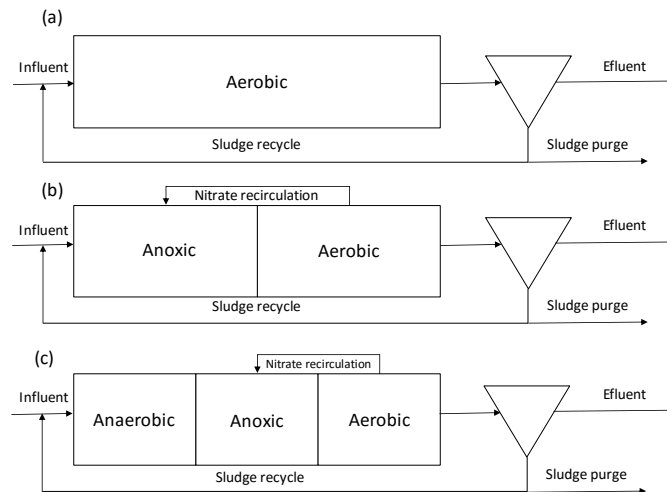 (a)
Influent
Aerobic
Efluent
Sludge recycle
Sludge purge
(b)
Nitrate recirculation
Influent
Anoxic
Aerobic
Efluent
Sludge recycle
Sludge purge
(c)
Nitrate recirculation
Influent
Anaerobic
Anoxic
Aerobic
Efluent
Sludge recycle
Sludge purge